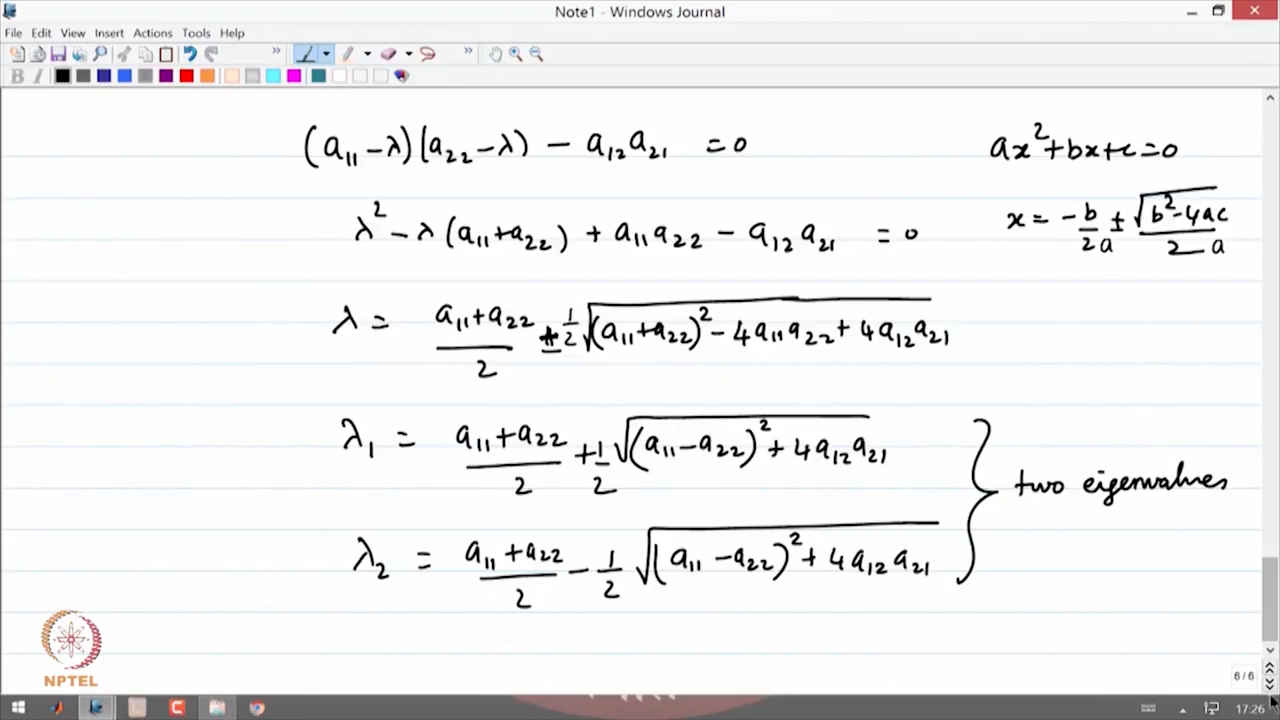 Note1 - Windows Journal
File Edit View Insert Actions Tools Help
B I
(a₁₁ - λ)(a₂₂ - λ) - a₁₂a₂₁ = 0
ax² + bx + c = 0
λ² - λ(a₁₁ + a₂₂) + a₁₁a₂₂ - a₁₂a₂₁ = 0
x = -b/2a ± √(b² - 4ac)/2a
λ = (a₁₁ + a₂₂)/2 ± 1/2 √((a₁₁ + a₂₂)² - 4a₁₁a₂₂ + 4a₁₂a₂₁)
λ₁ = (a₁₁ + a₂₂)/2 + 1/2 √((a₁₁ - a₂₂)² + 4a₁₂a₂₁)
two eigenvalues
λ₂ = (a₁₁ + a₂₂)/2 - 1/2 √((a₁₁ - a₂₂)² + 4a₁₂a₂₁)
NPTEL
6/6
17:26